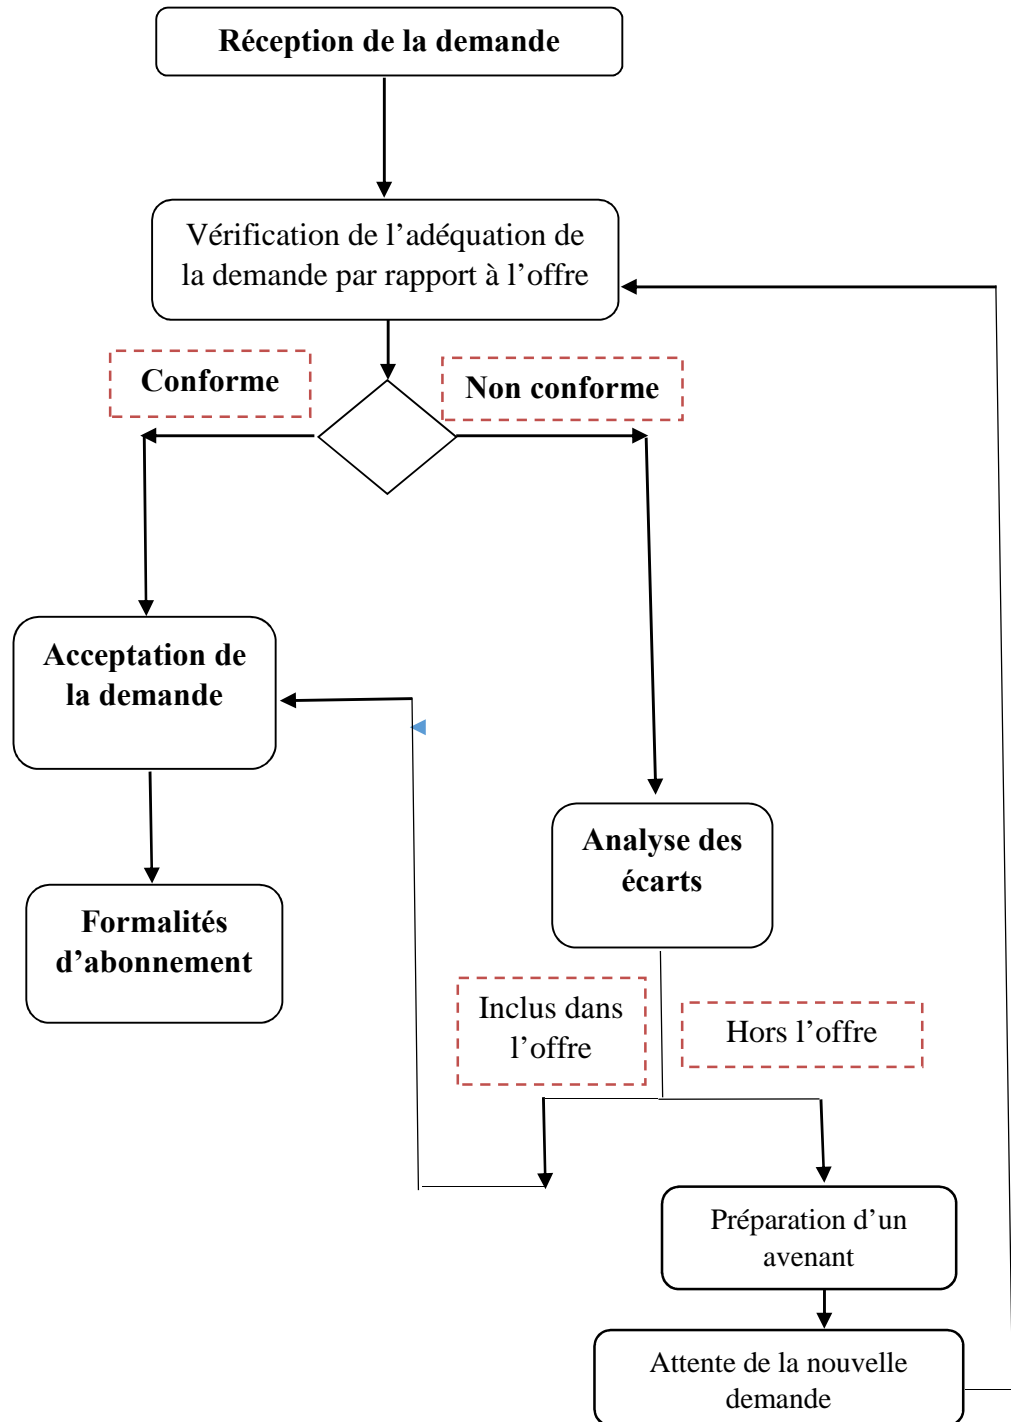 Réception de la demande
Vérification de l’adéquation de
la demande par rapport à l’offre
Conforme
Non conforme
Acceptation de
la demande
Analyse des
écarts
Formalités
d’abonnement
Inclus dans
l’offre
Hors l’offre
Préparation d’un
avenant
Attente de la nouvelle
demande